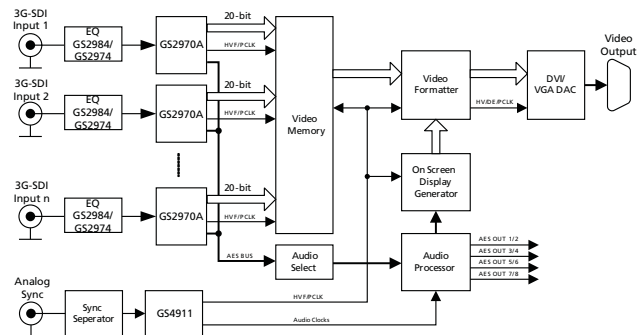 3G-SDI
Input 1
EQ
GS2984/
GS2974
GS2970A
20-bit
HVF/PCLK
3G-SDI
Input 2
EQ
GS2984/
GS2974
GS2970A
20-bit
HVF/PCLK
3G-SDI
Input n
EQ
GS2984/
GS2974
GS2970A
20-bit
HVF/PCLK
Video
Memory
Video
Formatter
HV/DE/PCLK
DVI/
VGA DAC
Video
Output
On Screen
Display
Generator
AES BUS
Audio
Select
Audio
Processor
AES OUT 1/2
AES OUT 3/4
AES OUT 5/6
AES OUT 7/8
Analog
Sync
Sync
Seperator
GS4911
HVF/PCLK
Audio Clocks